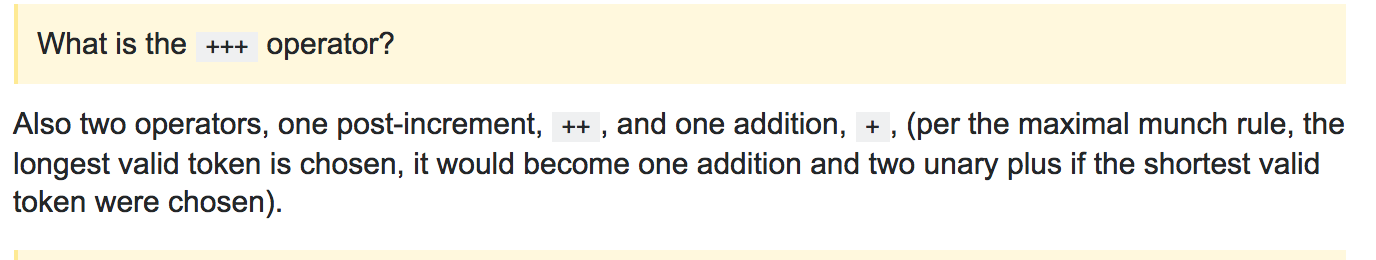 What is the +++ operator?
Also two operators, one post-increment, ++ , and one addition, + , (per the maximal munch rule, the
longest valid token is chosen, it would become one addition and two unary plus if the shortest valid
token were chosen).